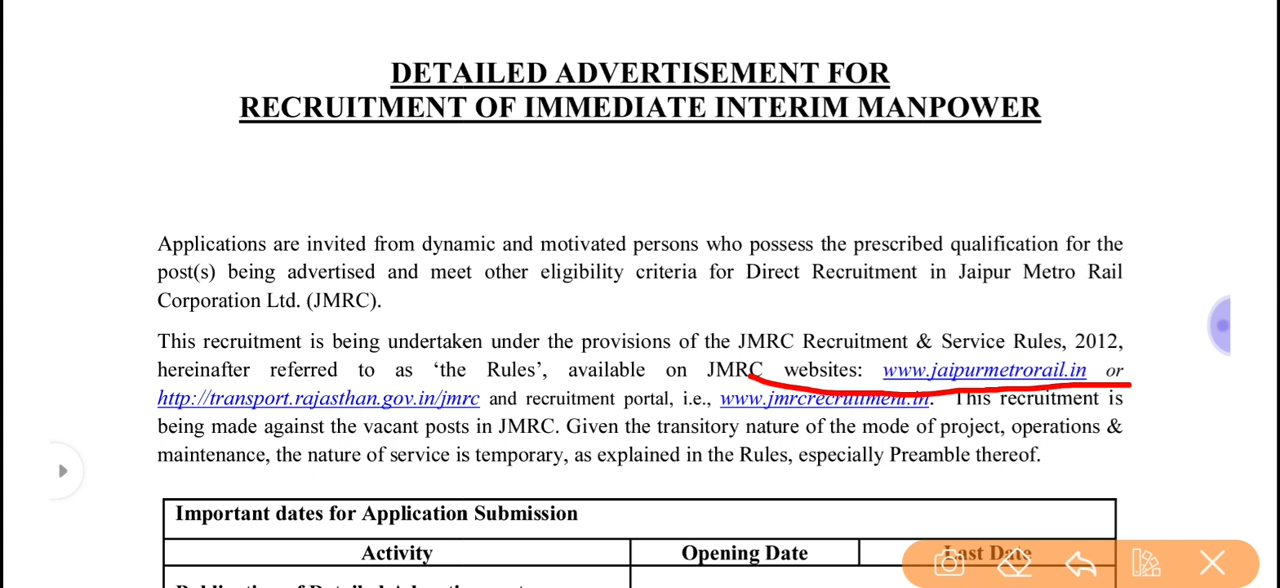 DETAILED ADVERTISEMENT FOR
RECRUITMENT OF IMMEDIATE INTERIM MANPOWER
Applications are invited from dynamic and motivated persons who possess the prescribed qualification for the
post(s) being advertised and meet other eligibility criteria for Direct Recruitment in Jaipur Metro Rail
Corporation Ltd. (JMRC).
This recruitment is being undertaken under the provisions of the JMRC Recruitment & Service Rules, 2012,
hereinafter referred to as ‘the Rules’, available on JMRC websites: www.jaipurmetrorail.in or
http://transport.rajasthan.gov.in/jmrc and recruitment portal, i.e., www.jmrcrecruitment.in. This recruitment is
being made against the vacant posts in JMRC. Given the transitory nature of the mode of project, operations &
maintenance, the nature of service is temporary, as explained in the Rules, especially Preamble thereof.
Important dates for Application Submission
Activity Opening Date Last Date